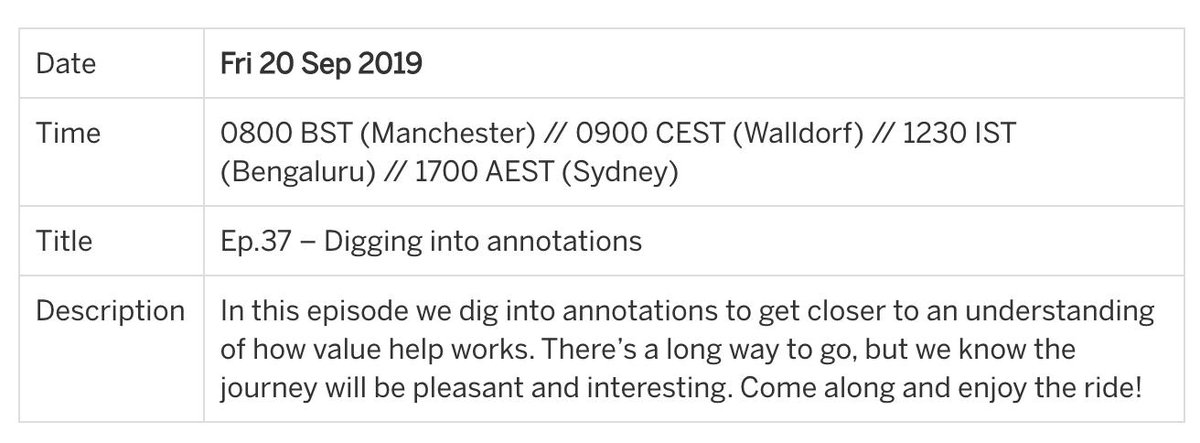 Date
Fri 20 Sep 2019
Time
0800 BST (Manchester) // 0900 CEST (Walldorf) // 1230 IST
(Bengaluru) // 1700 AEST (Sydney)
Title
Ep.37 – Digging into annotations
Description
In this episode we dig into annotations to get closer to an understanding
of how value help works. There’s a long way to go, but we know the
journey will be pleasant and interesting. Come along and enjoy the ride!